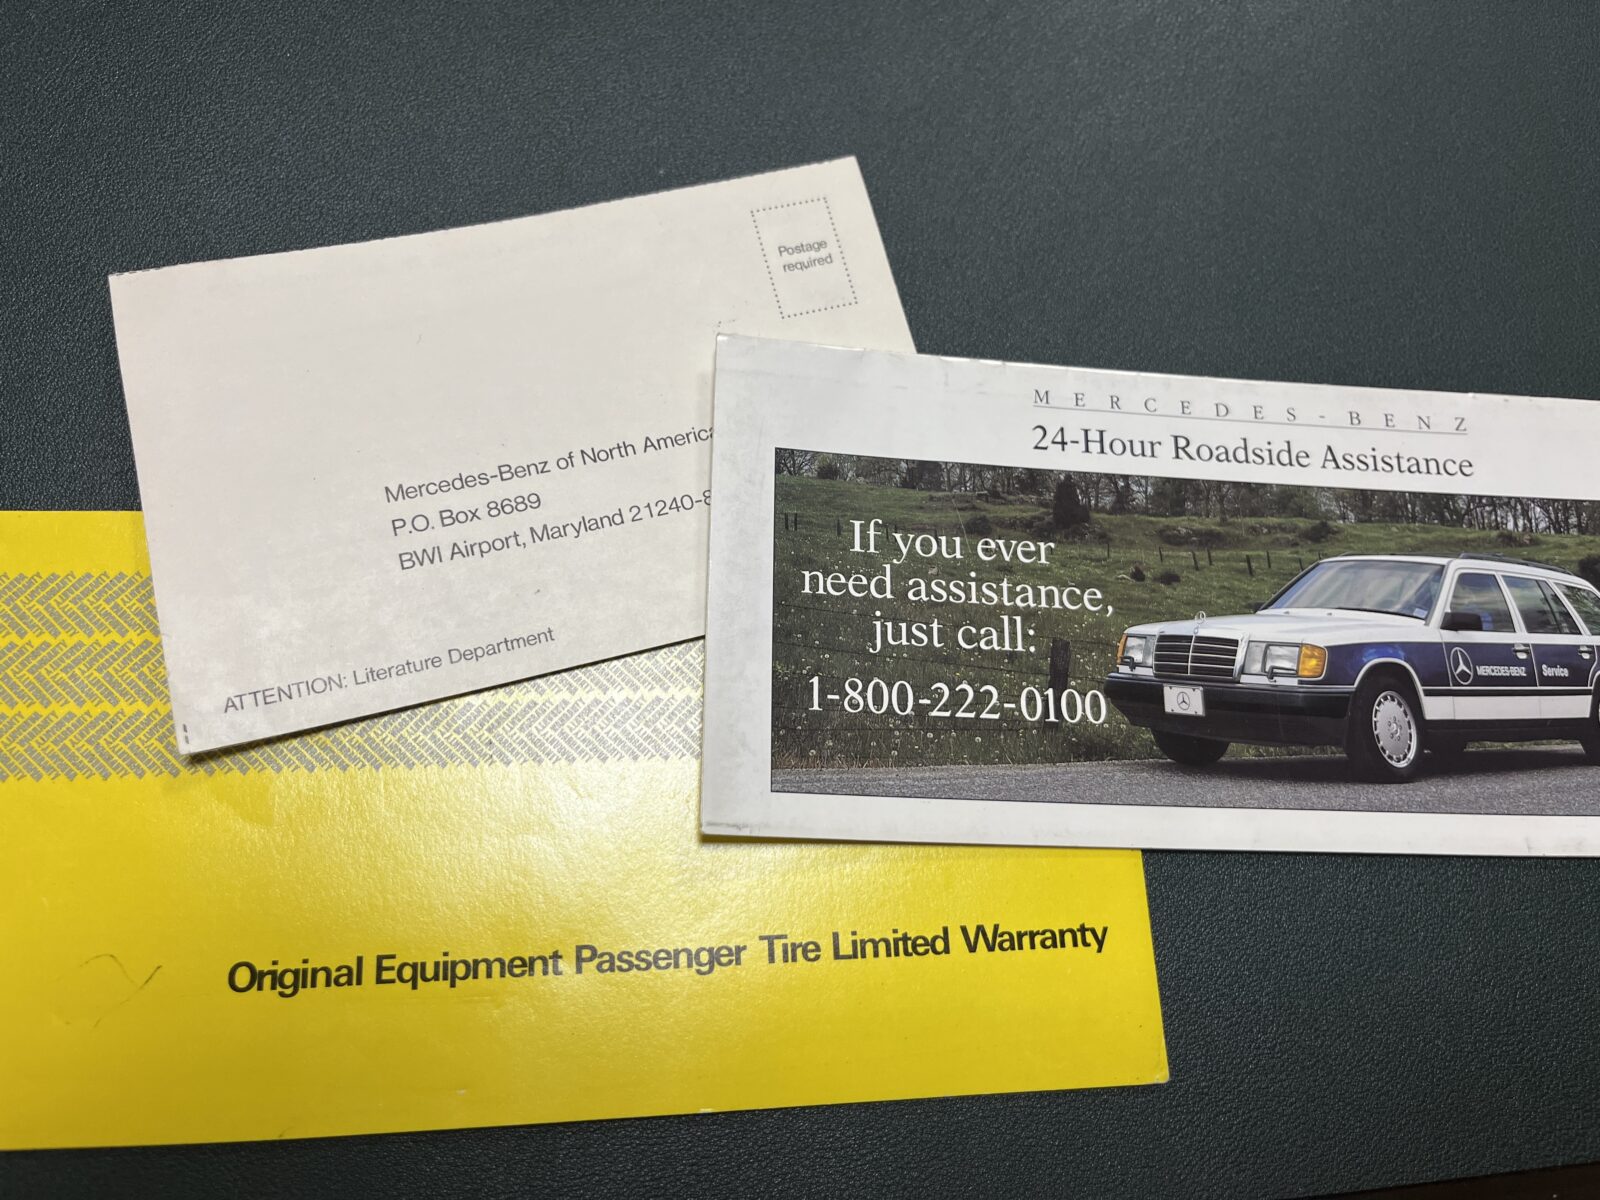 Postage
required
Mercedes-Benz of North America
P.O. Box 8689
BWI Airport, Maryland 21240-8
ATTENTION: Literature Department
MERCEDES-BENZ
24-Hour Roadside Assistance
If you ever
need assistance,
just call:
1-800-222-0100
MERCEDES-BENZ Service
Original Equipment Passenger Tire Limited Warranty